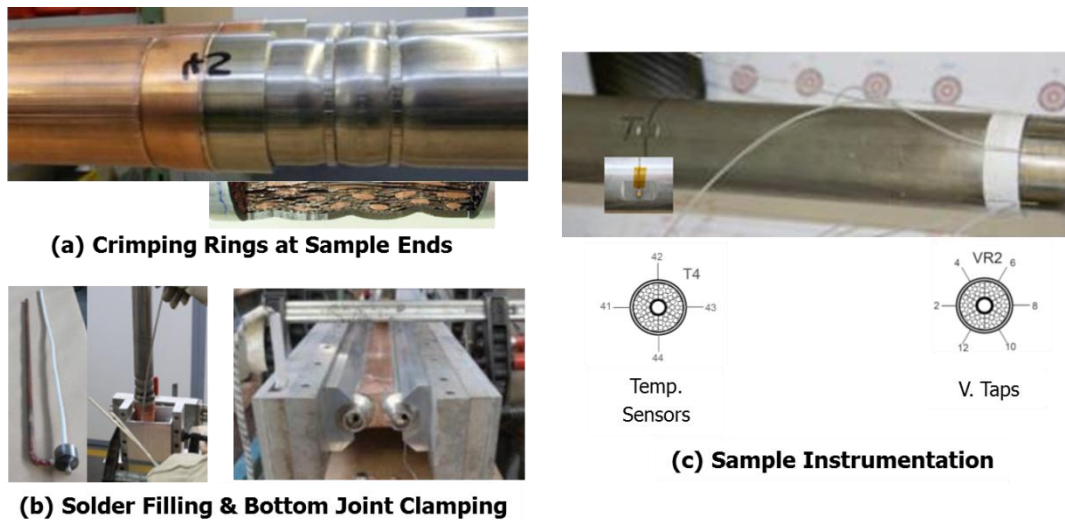 (a) Crimping Rings at Sample Ends
(b) Solder Filling & Bottom Joint Clamping
42
T4
41
43
44
Temp.
Sensors
4
VR2
6
2
8
12
10
V. Taps
(c) Sample Instrumentation